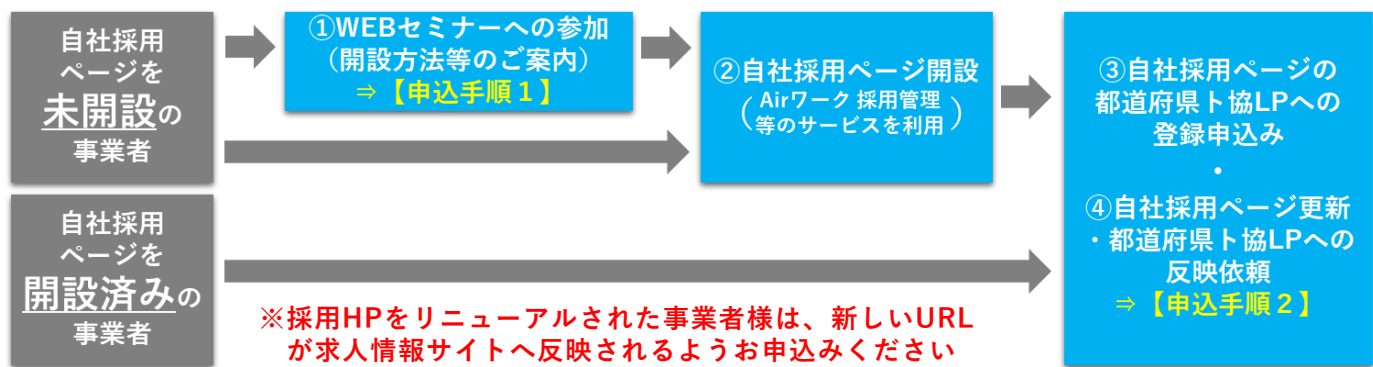 自社採用
ページを
未開設の
事業者
①WEBセミナーへの参加
（開設方法等のご案内）
⇒【申込手順１】
②自社採用ページ開設
（Airワーク 採用管理
等のサービスを利用）
③自社採用ページの
都道府県ト協LPへの
登録申込み
・
④自社採用ページ更新
・都道府県ト協LPへの
反映依頼
⇒【申込手順２】
自社採用
ページを
開設済みの
事業者
※採用HPをリニューアルされた事業者様は、新しいURL
が求人情報サイトへ反映されるようお申込みください